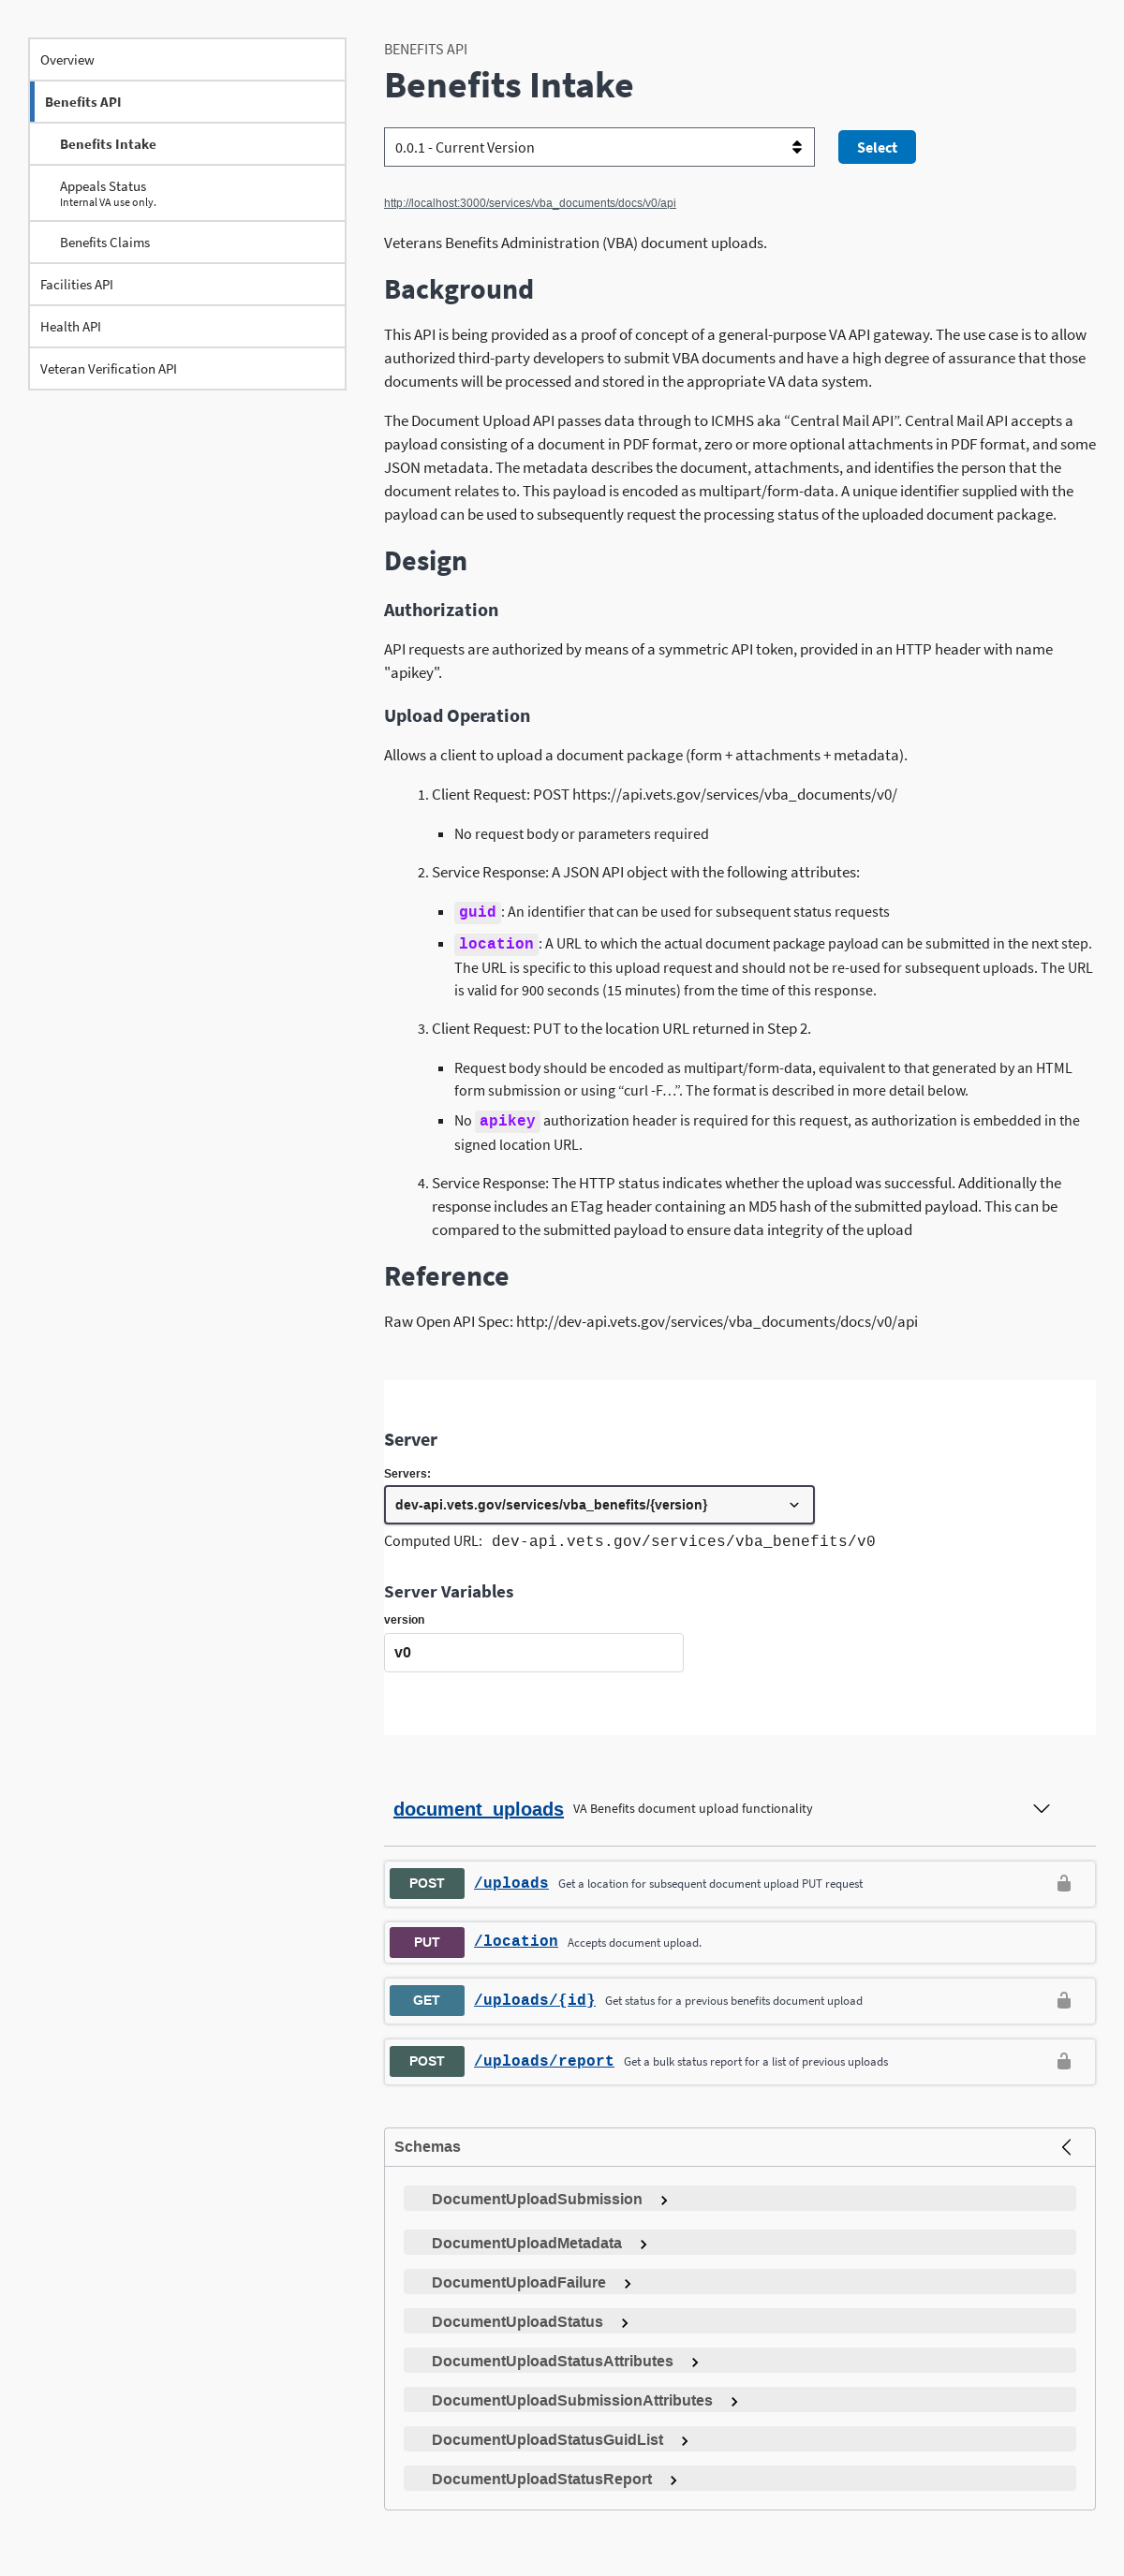 Overview
Benefits API
Benefits Intake
Appeals Status
Internal VA use only.
Benefits Claims
Facilities API
Health API
Veteran Verification API
BENEFITS API
Benefits Intake
0.0.1 - Current Version
Select
http://localhost:3000/services/vba_documents/docs/v0/api
Veterans Benefits Administration (VBA) document uploads.
Background
This API is being provided as a proof of concept of a general-purpose VA API gateway. The use case is to allow
authorized third-party developers to submit VBA documents and have a high degree of assurance that those
documents will be processed and stored in the appropriate VA data system.
The Document Upload API passes data through to ICMHS aka “Central Mail API”. Central Mail API accepts a
payload consisting of a document in PDF format, zero or more optional attachments in PDF format, and some
JSON metadata. The metadata describes the document, attachments, and identifies the person that the
document relates to. This payload is encoded as multipart/form-data. A unique identifier supplied with the
payload can be used to subsequently request the processing status of the uploaded document package.
Design
Authorization
API requests are authorized by means of a symmetric API token, provided in an HTTP header with name
"apikey".
Upload Operation
Allows a client to upload a document package (form + attachments + metadata).
1. Client Request: POST https://api.vets.gov/services/vba_documents/v0/
▪ No request body or parameters required
2. Service Response: A JSON API object with the following attributes:
▪ guid: An identifier that can be used for subsequent status requests
▪ location: A URL to which the actual document package payload can be submitted in the next step.
The URL is specific to this upload request and should not be re-used for subsequent uploads. The URL
is valid for 900 seconds (15 minutes) from the time of this response.
3. Client Request: PUT to the location URL returned in Step 2.
▪ Request body should be encoded as multipart/form-data, equivalent to that generated by an HTML
form submission or using “curl -F…”. The format is described in more detail below.
▪ No apikey authorization header is required for this request, as authorization is embedded in the
signed location URL.
4. Service Response: The HTTP status indicates whether the upload was successful. Additionally the
response includes an ETag header containing an MD5 hash of the submitted payload. This can be
compared to the submitted payload to ensure data integrity of the upload
Reference
Raw Open API Spec: http://dev-api.vets.gov/services/vba_documents/docs/v0/api
Server
Servers:
dev-api.vets.gov/services/vba_benefits/{version}
Computed URL: dev-api.vets.gov/services/vba_benefits/v0
Server Variables
version
v0
document_uploads VA Benefits document upload functionality
POST /uploads Get a location for subsequent document upload PUT request
PUT /location Accepts document upload.
GET /uploads/{id} Get status for a previous benefits document upload
POST /uploads/report Get a bulk status report for a list of previous uploads
Schemas
DocumentUploadSubmission
DocumentUploadMetadata
DocumentUploadFailure
DocumentUploadStatus
DocumentUploadStatusAttributes
DocumentUploadSubmissionAttributes
DocumentUploadStatusGuidList
DocumentUploadStatusReport